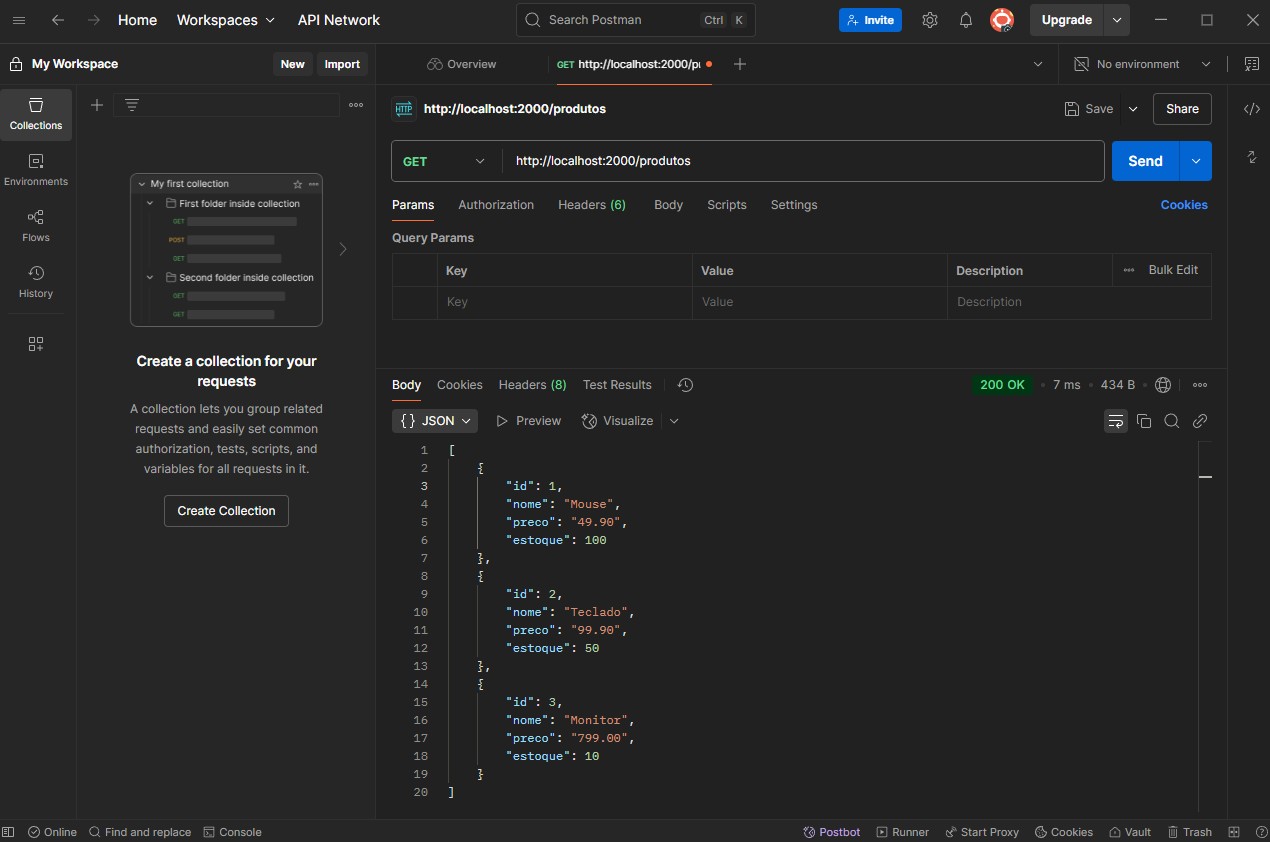 Home Workspaces API Network Search Postman Ctrl K Invite Upgrade
My Workspace New Import Overview GET http://localhost:2000/p No environment
Collections
Environments
Flows
History
My first collection
First folder inside collection
GET
POST
GET
Second folder inside collection
GET
GET
Create a collection for your
requests
A collection lets you group related
requests and easily set common
authorization, tests, scripts, and
variables for all requests in it.
Create Collection
HTTP http://localhost:2000/produtos Save Share
GET http://localhost:2000/produtos Send
Params Authorization Headers (6) Body Scripts Settings Cookies
Query Params
Key Value Description Bulk Edit
Key Value Description
Body Cookies Headers (8) Test Results 200 OK • 7 ms • 434 B
{} JSON Preview Visualize
1 [
2 {
3 "id": 1,
4 "nome": "Mouse",
5 "preco": "49.90",
6 "estoque": 100
7 },
8 {
9 "id": 2,
10 "nome": "Teclado",
11 "preco": "99.90",
12 "estoque": 50
13 },
14 {
15 "id": 3,
16 "nome": "Monitor",
17 "preco": "799.00",
18 "estoque": 10
19 }
20 ]
Online Find and replace Console Postbot Runner Start Proxy Cookies Vault Trash